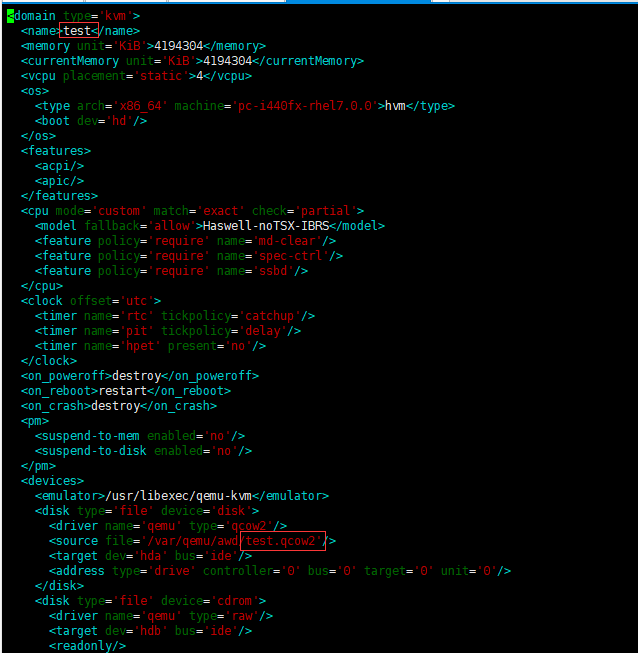 <domain type='kvm'>
  <name>test</name>
  <memory unit='KiB'>4194304</memory>
  <currentMemory unit='KiB'>4194304</currentMemory>
  <vcpu placement='static'>4</vcpu>
  <os>
    <type arch='x86_64' machine='pc-i440fx-rhel7.0.0'>hvm</type>
    <boot dev='hd'/>
  </os>
  <features>
    <acpi/>
    <apic/>
  </features>
  <cpu mode='custom' match='exact' check='partial'>
    <model fallback='allow'>Haswell-noTSX-IBRS</model>
    <feature policy='require' name='md-clear'/>
    <feature policy='require' name='spec-ctrl'/>
    <feature policy='require' name='ssbd'/>
  </cpu>
  <clock offset='utc'>
    <timer name='rtc' tickpolicy='catchup'/>
    <timer name='pit' tickpolicy='delay'/>
    <timer name='hpet' present='no'/>
  </clock>
  <on_poweroff>destroy</on_poweroff>
  <on_reboot>restart</on_reboot>
  <on_crash>destroy</on_crash>
  <pm>
    <suspend-to-mem enabled='no'/>
    <suspend-to-disk enabled='no'/>
  </pm>
  <devices>
    <emulator>/usr/libexec/qemu-kvm</emulator>
    <disk type='file' device='disk'>
      <driver name='qemu' type='qcow2'/>
      <source file='/var/qemu/awd/test.qcow2'/>
      <target dev='hda' bus='ide'/>
      <address type='drive' controller='0' bus='0' target='0' unit='0'/>
    </disk>
    <disk type='file' device='cdrom'>
      <driver name='qemu' type='raw'/>
      <target dev='hdb' bus='ide'/>
      <readonly/>